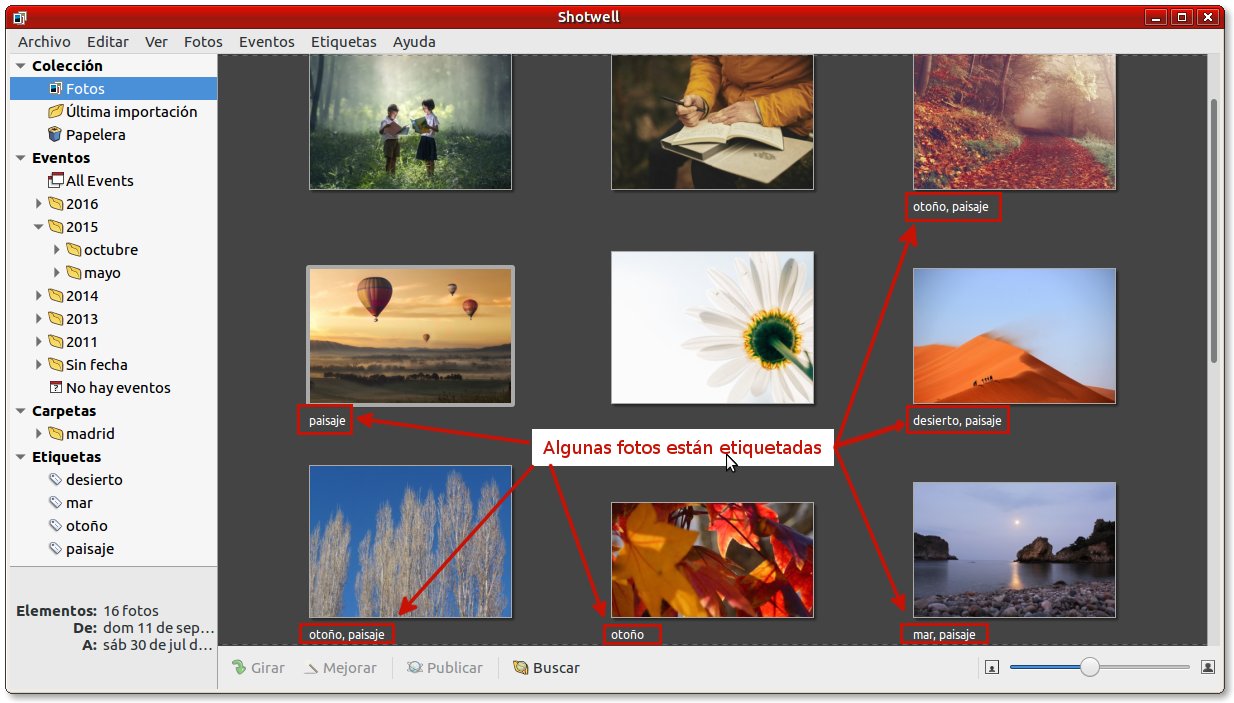 Shotwell
Archivo Editar Ver Fotos Eventos Etiquetas Ayuda
Colección
Fotos
Última importación
Papelera
Eventos
All Events
2016
2015
octubre
mayo
2014
2013
2011
Sin fecha
? No hay eventos
Carpetas
madrid
Etiquetas
desierto
mar
otoño
paisaje
Elementos: 16 fotos
De: dom 11 de sep...
A: sáb 30 de jul d...
otoño, paisaje
paisaje
desierto, paisaje
Algunas fotos están etiquetadas
otoño, paisaje
otoño
mar, paisaje
Girar Mejorar Publicar Buscar